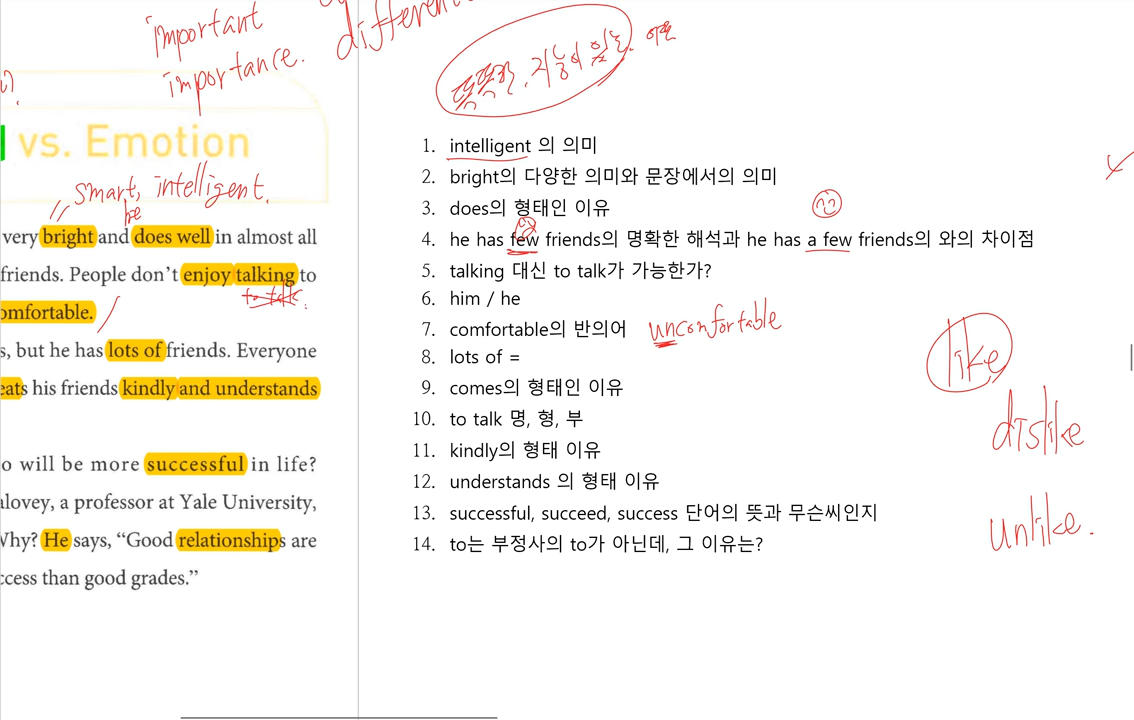 important
importance.
different
똑똑한, 지능이 있는.
vs. Emotion
smart, intelligent.
he
very bright and does well in almost all
friends. People don't enjoy talking to
to talk
omfortable.
s, but he has lots of friends. Everyone
eats his friends kindly and understands
o will be more successful in life?
alovey, a professor at Yale University,
Why? He says, “Good relationships are
ccess than good grades.”
1. intelligent 의 의미
2. bright의 다양한 의미와 문장에서의 의미
3. does의 형태인 이유
4. he has few friends의 명확한 해석과 he has a few friends의 와의 차이점
5. talking 대신 to talk가 가능한가?
6. him / he
7. comfortable의 반의어 uncomfortable
8. lots of =
9. comes의 형태인 이유
10. to talk 명, 형, 부
11. kindly의 형태 이유
12. understands 의 형태 이유
13. successful, succeed, success 단어의 뜻과 무슨씨인지
14. to는 부정사의 to가 아닌데, 그 이유는?
like
dislike
unlike.